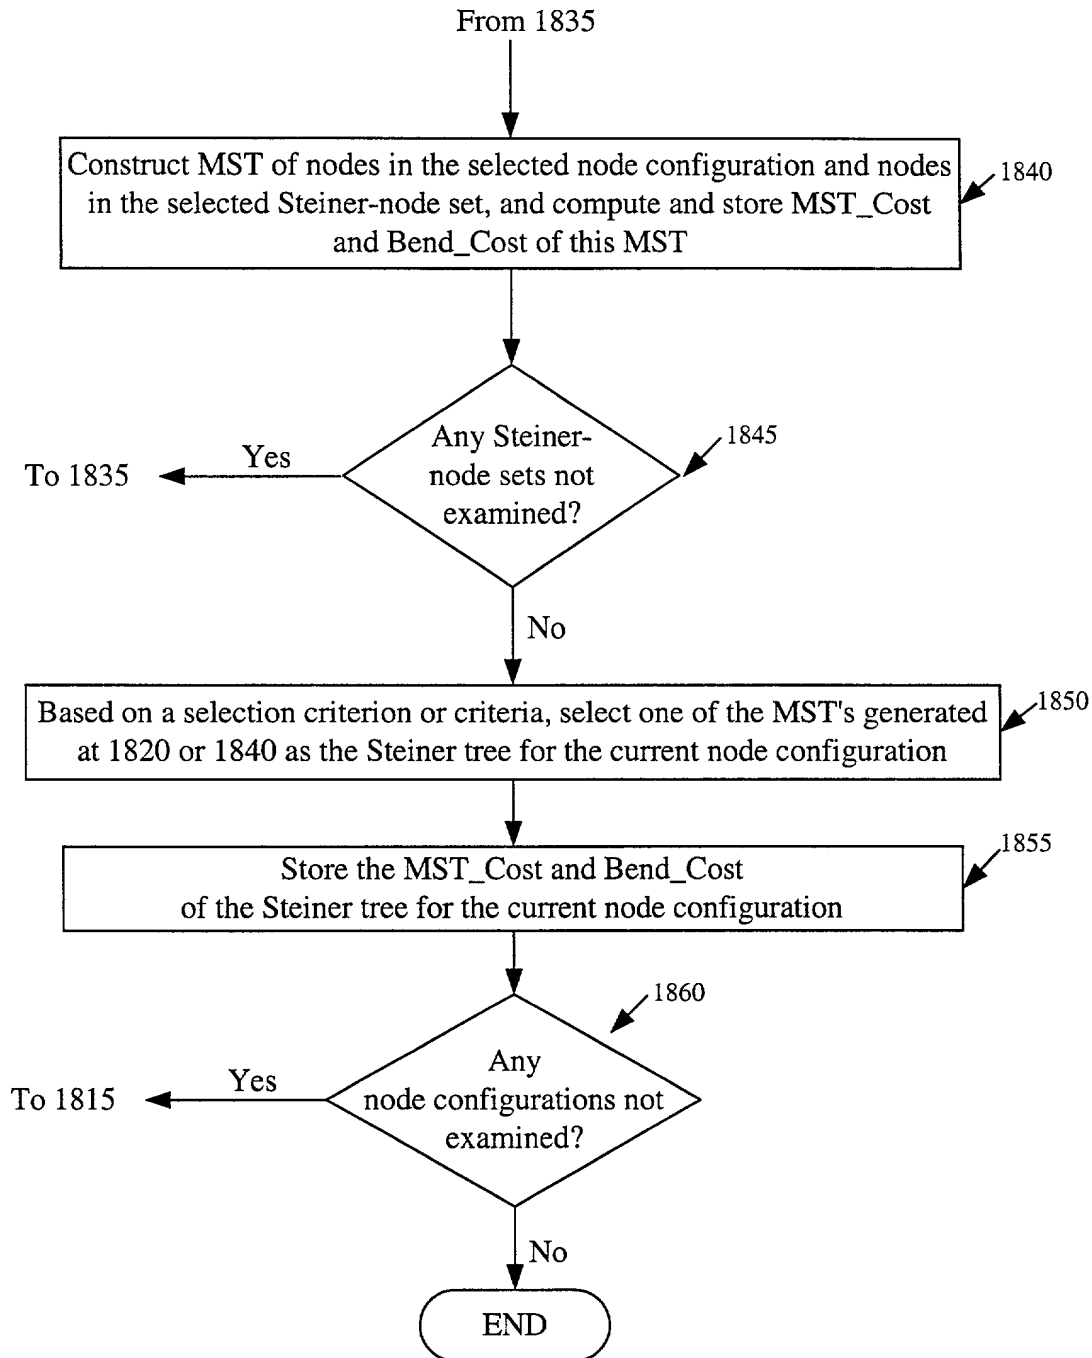 From 1835
Construct MST of nodes in the selected node configuration and nodes
in the selected Steiner-node set, and compute and store MST_Cost
and Bend_Cost of this MST
1840
Any Steiner-
node sets not
examined?
1845
Yes
To 1835
No
Based on a selection criterion or criteria, select one of the MST's generated
at 1820 or 1840 as the Steiner tree for the current node configuration
1850
Store the MST_Cost and Bend_Cost
of the Steiner tree for the current node configuration
1855
Any
node configurations not
examined?
1860
Yes
To 1815
No
END